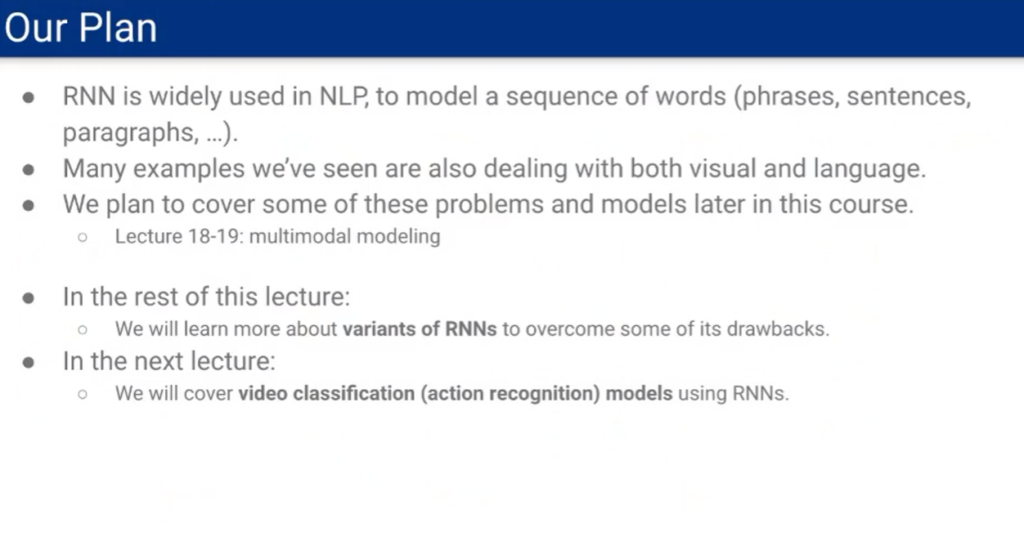 Our Plan
● RNN is widely used in NLP, to model a sequence of words (phrases, sentences,
paragraphs, …).
● Many examples we’ve seen are also dealing with both visual and language.
● We plan to cover some of these problems and models later in this course.
○ Lecture 18-19: multimodal modeling
● In the rest of this lecture:
○ We will learn more about variants of RNNs to overcome some of its drawbacks.
● In the next lecture:
○ We will cover video classification (action recognition) models using RNNs.